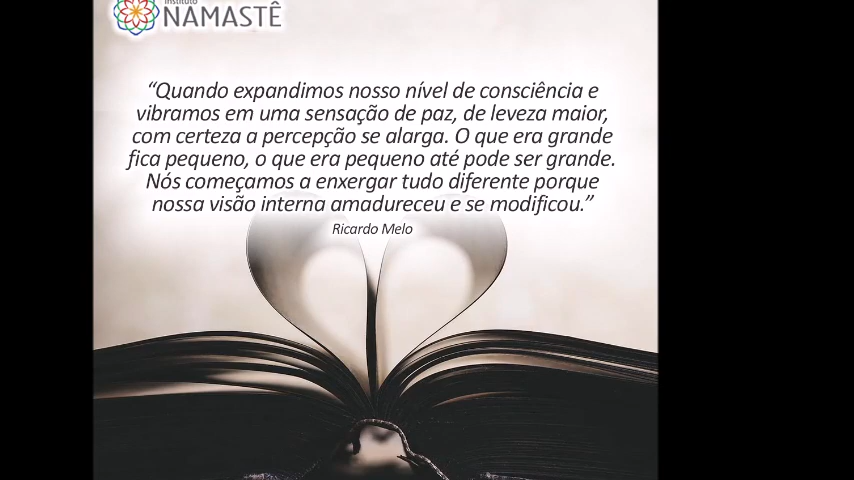 Instituto
NAMASTÊ
“Quando expandimos nosso nível de consciência e
vibramos em uma sensação de paz, de leveza maior,
com certeza a percepção se alarga. O que era grande
fica pequeno, o que era pequeno até pode ser grande.
Nós começamos a enxergar tudo diferente porque
nossa visão interna amadureceu e se modificou.”
Ricardo Melo